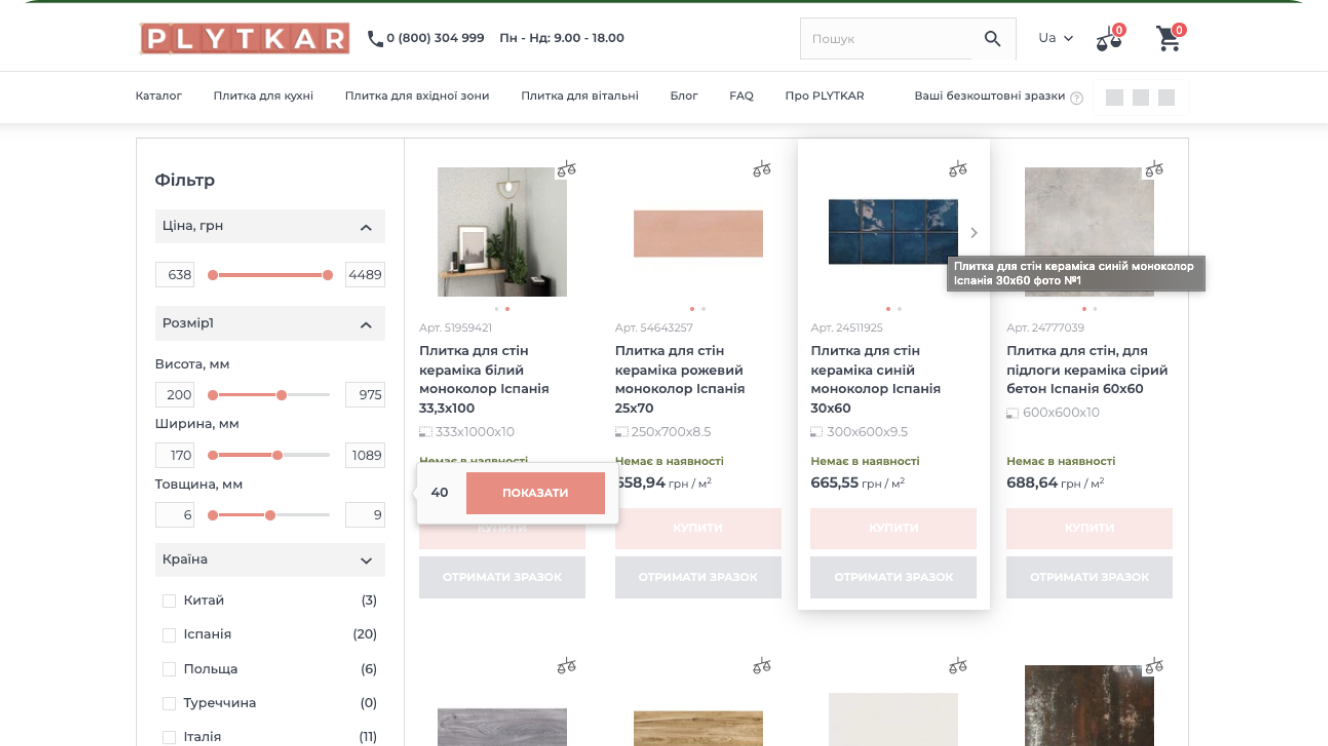 PLYTKAR
0 (800) 304 999 Пн - Нд: 9.00 - 18.00
Пошук
Ua
0
0
Каталог Плитка для кухні Плитка для вхідної зони Плитка для вітальні Блог FAQ Про PLYTKAR Ваші безкоштовні зразки ?
Фільтр
Ціна, грн
638 4489
Розмір1
Висота, мм
200 975
Ширина, мм
170 1089
Товщина, мм
6 9
Країна
Китай (3)
Іспанія (20)
Польща (6)
Туреччина (0)
Італія (11)
40 ПОКАЗАТИ
Арт. 51959421
Плитка для стін
кераміка білий
моноколор Іспанія
33,3x100
333x1000x10
Немає в наявності
КУПИТИ
ОТРИМАТИ ЗРАЗОК
Арт. 54643257
Плитка для стін
кераміка рожевий
моноколор Іспанія
25x70
250x700x8.5
Немає в наявності
658,94 грн / м²
КУПИТИ
ОТРИМАТИ ЗРАЗОК
Арт. 24511925
Плитка для стін
кераміка синій
моноколор Іспанія
30x60
300x600x9.5
Немає в наявності
665,55 грн / м²
КУПИТИ
ОТРИМАТИ ЗРАЗОК
Плитка для стін кераміка синій моноколор
Іспанія 30x60 фото №1
Арт. 24777039
Плитка для стін, для
підлоги кераміка сірий
бетон Іспанія 60x60
600x600x10
Немає в наявності
688,64 грн / м²
КУПИТИ
ОТРИМАТИ ЗРАЗОК